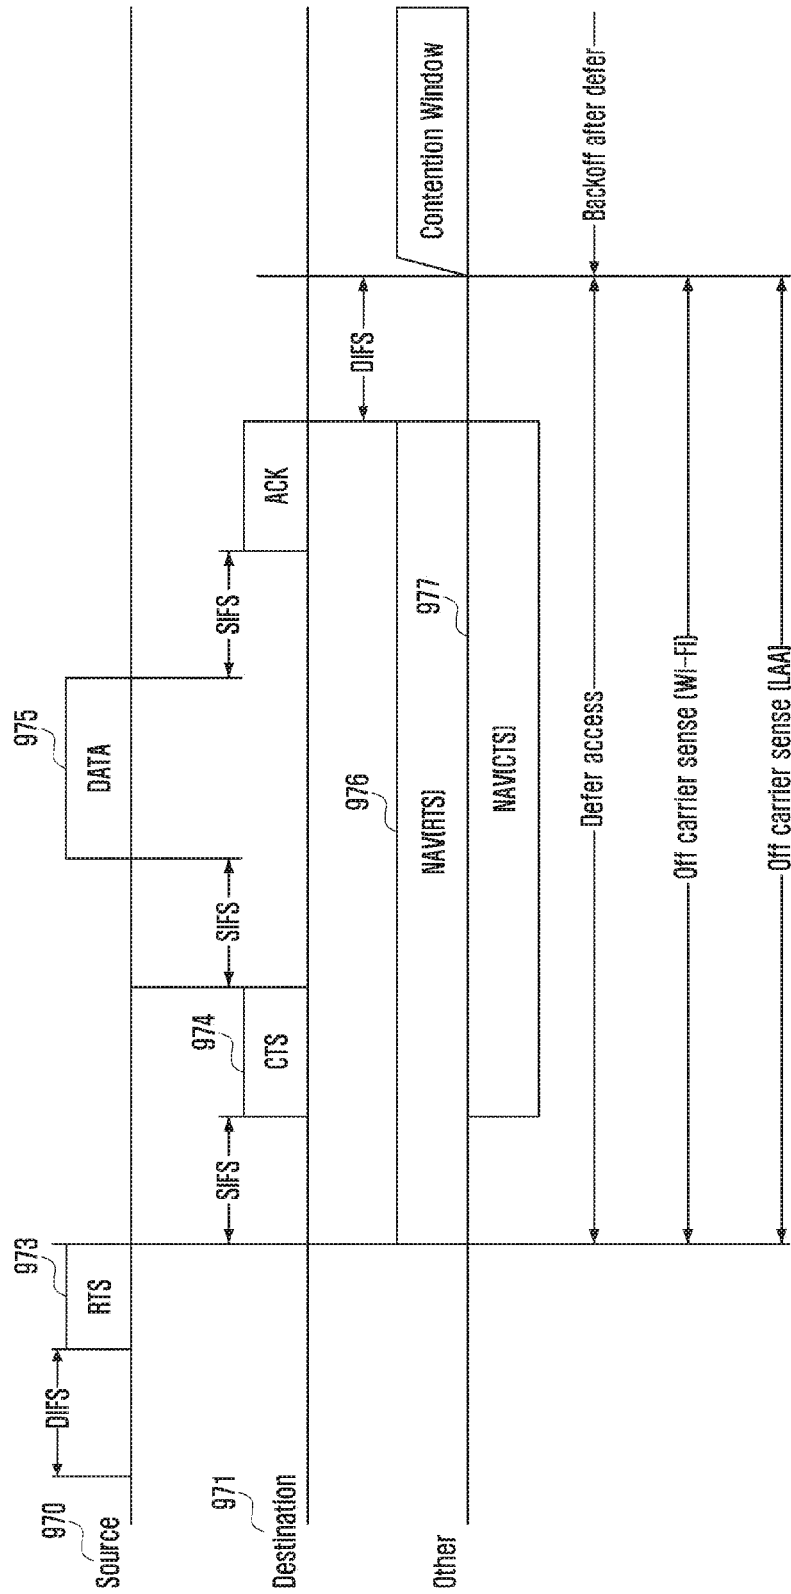 970
Source
DIFS
RTS
973
DATA
975
971
Destination
SIFS
CTS
974
SIFS
SIFS
ACK
Other
NAV(RTS)
976
DIFS
Contention Window
NAV(CTS)
977
Defer access
Backoff after defer
Off carrier sense (Wi-Fi)
Off carrier sense (LAA)